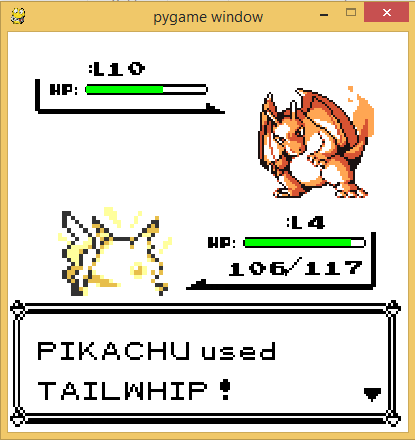 pygame window
:L10
HP:
:L4
HP:
106/117
PIKACHU used
TAILWHIP!